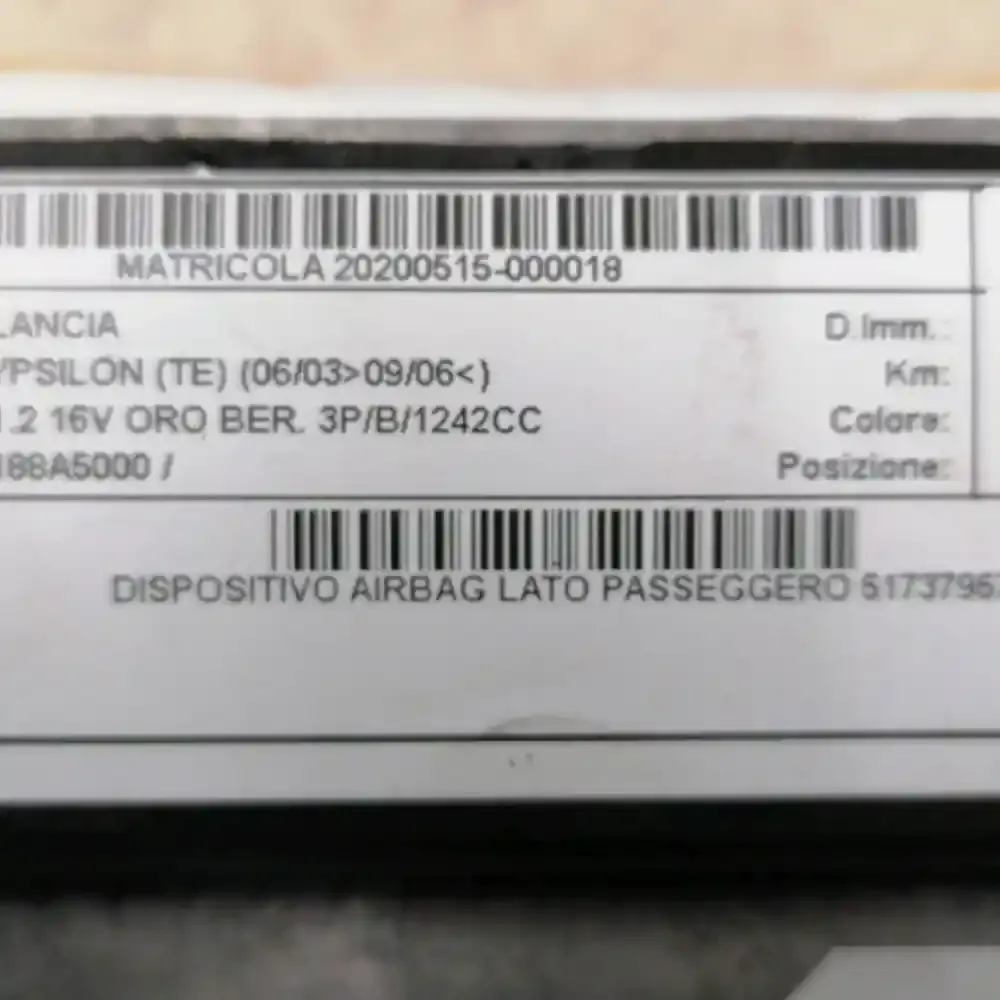 MATRICOLA 20200515-000018
LANCIA
D.Imm.:
YPSILON (TE) (06/03>09/06<)
Km:
1.2 16V ORO BER. 3P/B/1242CC
Colore:
188A5000 /
Posizione:
DISPOSITIVO AIRBAG LATO PASSEGGERO